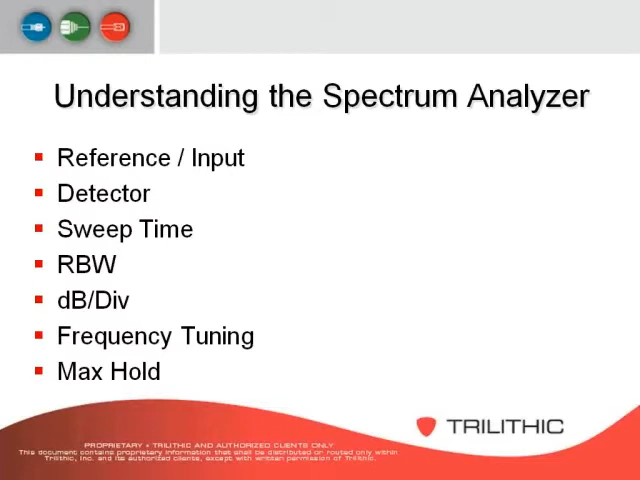 Understanding the Spectrum Analyzer
Reference / Input
Detector
Sweep Time
RBW
dB/Div
Frequency Tuning
Max Hold
TRILITHIC
PROPRIETARY • TRILITHIC AND AUTHORIZED CLIENTS ONLY
This document contains proprietary information that shall be distributed or routed only within
Trilithic, Inc. and its authorized clients, except with written permission of Trilithic.